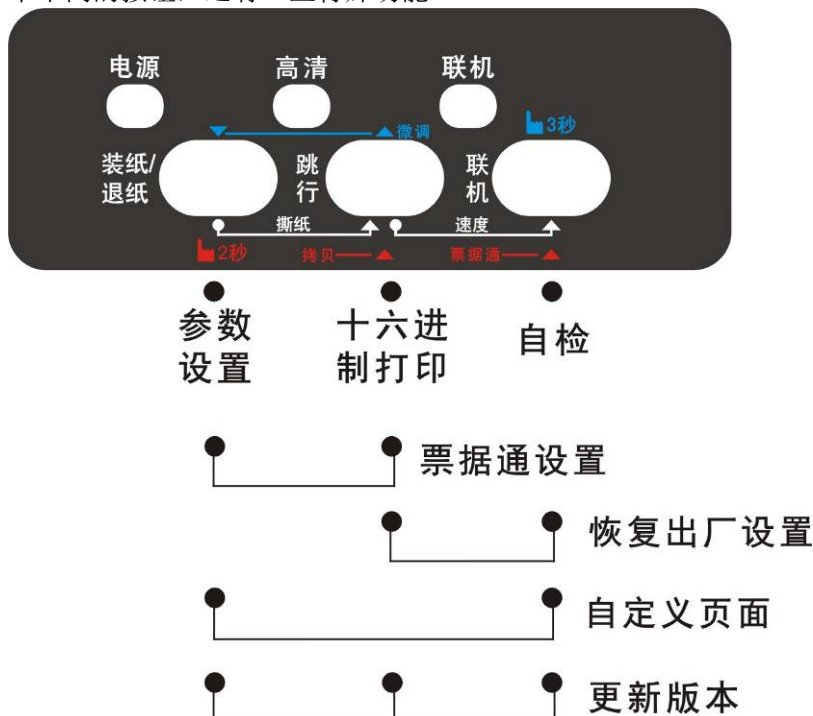 电源 高清 联机
微调 3秒
装纸/ 跳 联
退纸 行 机
撕纸 速度
2秒 拷贝 票据通
参数 十六进 自检
设置 制打印
票据通设置
恢复出厂设置
自定义页面
更新版本